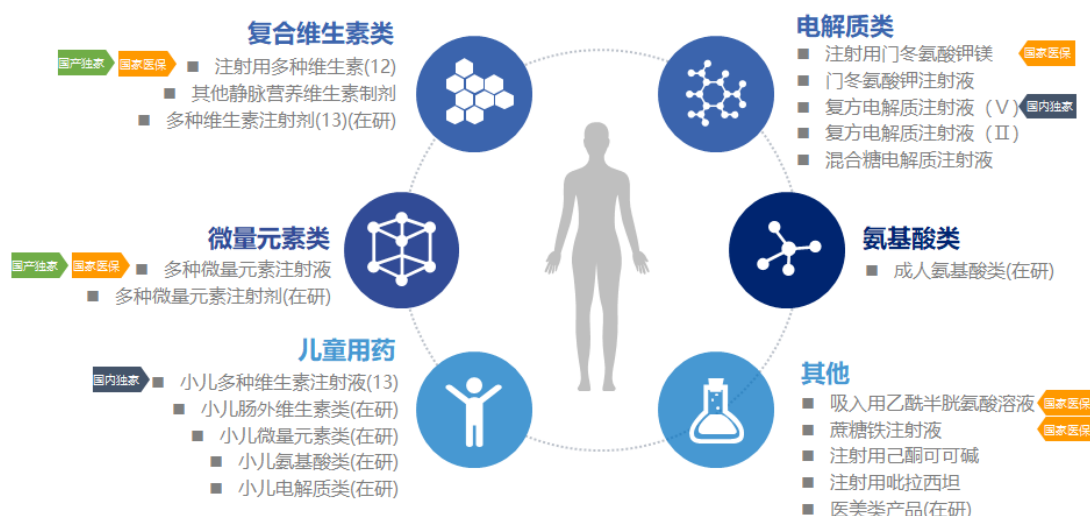 复合维生素类
国产独家 国家医保 ■ 注射用多种维生素(12)
■ 其他静脉营养维生素制剂
■ 多种维生素注射剂(13)(在研)
电解质类
■ 注射用门冬氨酸钾镁 国家医保
■ 门冬氨酸钾注射液
■ 复方电解质注射液（Ⅴ） 国内独家
■ 复方电解质注射液（Ⅱ）
■ 混合糖电解质注射液
微量元素类
国产独家 国家医保 ■ 多种微量元素注射液
■ 多种微量元素注射剂(在研)
氨基酸类
■ 成人氨基酸类(在研)
儿童用药
国内独家 ■ 小儿多种维生素注射液(13)
■ 小儿肠外维生素类(在研)
■ 小儿微量元素类(在研)
■ 小儿氨基酸类(在研)
■ 小儿电解质类(在研)
其他
■ 吸入用乙酰半胱氨酸溶液 国家医保
■ 蔗糖铁注射液 国家医保
■ 注射用己酮可可碱
■ 注射用吡拉西坦
■ 医美类产品(在研)